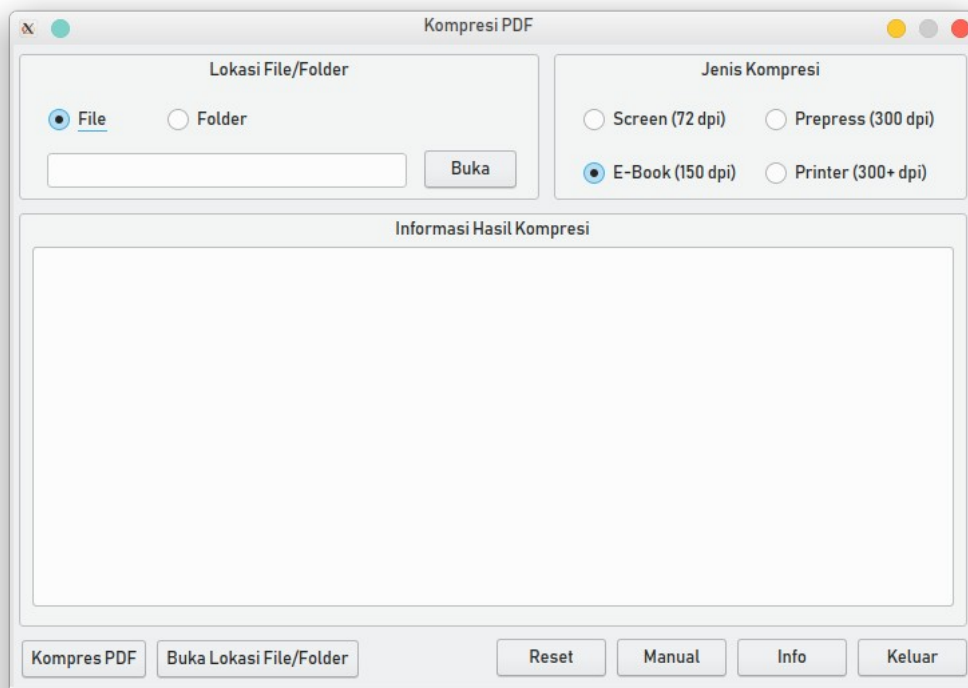 Kompresi PDF
Lokasi File/Folder
File Folder
Buka
Jenis Kompresi
Screen (72 dpi) Prepress (300 dpi)
E-Book (150 dpi) Printer (300+ dpi)
Informasi Hasil Kompresi
Kompres PDF Buka Lokasi File/Folder Reset Manual Info Keluar